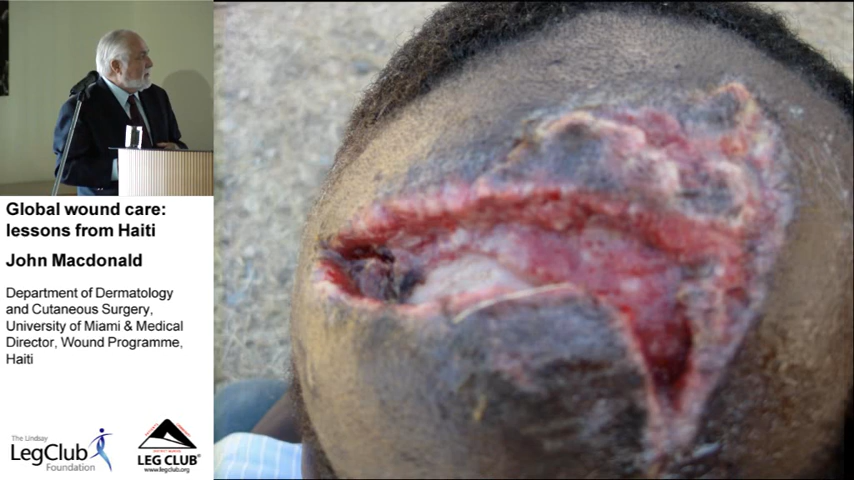 Global wound care:
lessons from Haiti
John Macdonald
Department of Dermatology
and Cutaneous Surgery,
University of Miami & Medical
Director, Wound Programme,
Haiti
The Lindsay
LegClub
Foundation
LEG CLUB®
www.legclub.org